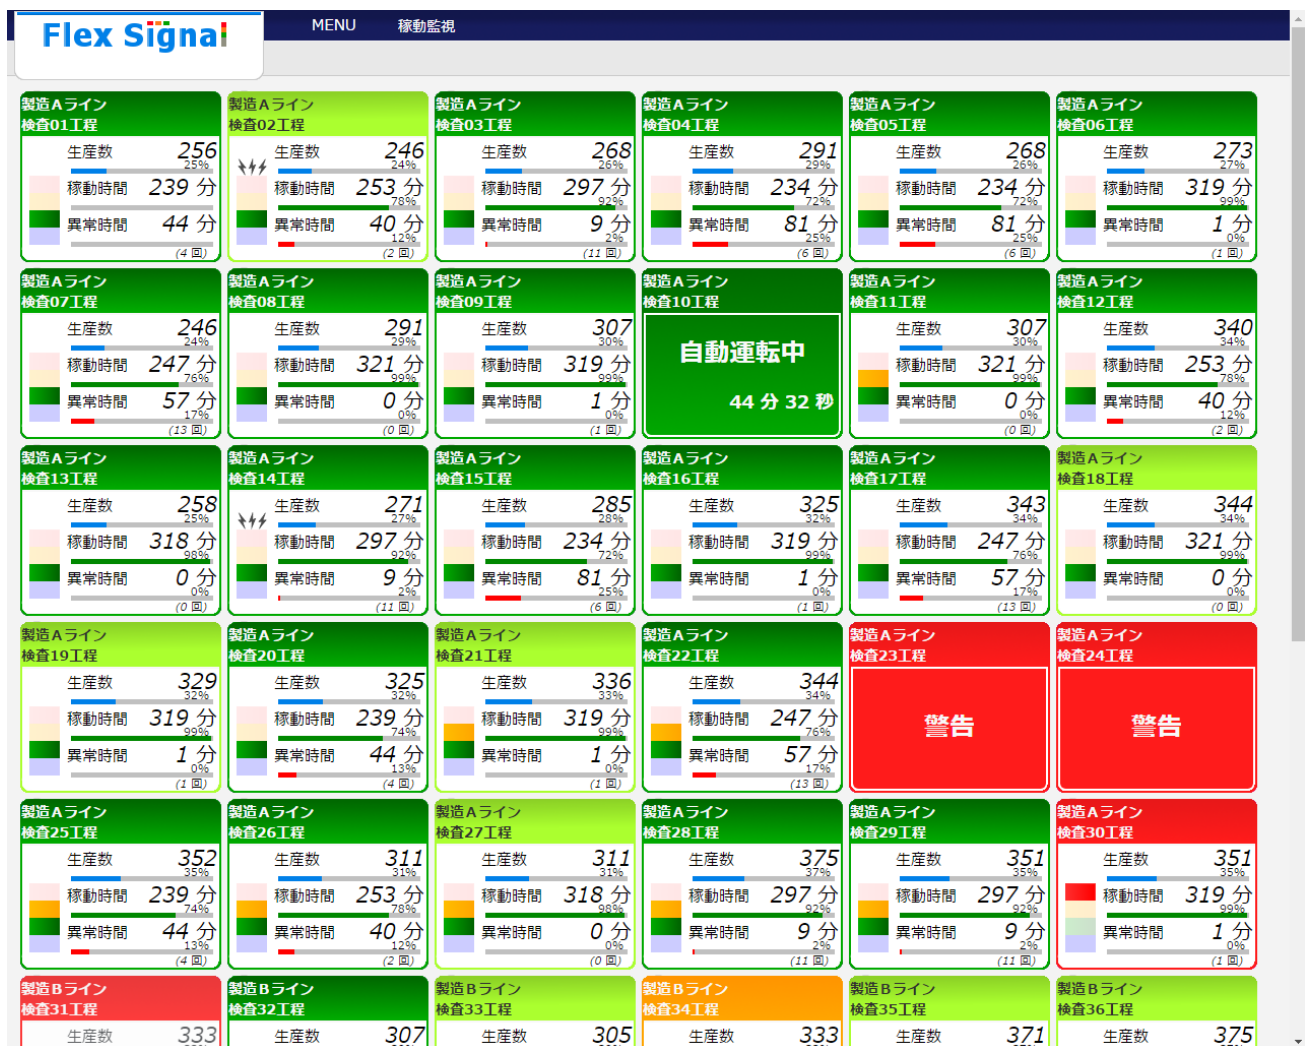 Flex Signal
MENU 稼動監視
製造Aライン
検査01工程
生産数 256
25%
稼動時間 239 分
異常時間 44 分
(4 回)
製造Aライン
検査02工程
生産数 246
24%
稼動時間 253 分
78%
異常時間 40 分
12%
(2 回)
製造Aライン
検査03工程
生産数 268
26%
稼動時間 297 分
92%
異常時間 9 分
2%
(11 回)
製造Aライン
検査04工程
生産数 291
29%
稼動時間 234 分
72%
異常時間 81 分
25%
(6 回)
製造Aライン
検査05工程
生産数 268
26%
稼動時間 234 分
72%
異常時間 81 分
25%
(6 回)
製造Aライン
検査06工程
生産数 273
27%
稼動時間 319 分
99%
異常時間 1 分
0%
(1 回)
製造Aライン
検査07工程
生産数 246
24%
稼動時間 247 分
76%
異常時間 57 分
17%
(13 回)
製造Aライン
検査08工程
生産数 291
29%
稼動時間 321 分
99%
異常時間 0 分
0%
(0 回)
製造Aライン
検査09工程
生産数 307
30%
稼動時間 319 分
99%
異常時間 1 分
0%
(1 回)
製造Aライン
検査10工程
自動運転中
44 分 32 秒
製造Aライン
検査11工程
生産数 307
30%
稼動時間 321 分
99%
異常時間 0 分
0%
(0 回)
製造Aライン
検査12工程
生産数 340
34%
稼動時間 253 分
78%
異常時間 40 分
12%
(2 回)
製造Aライン
検査13工程
生産数 258
25%
稼動時間 318 分
98%
異常時間 0 分
0%
(0 回)
製造Aライン
検査14工程
生産数 271
27%
稼動時間 297 分
92%
異常時間 9 分
2%
(11 回)
製造Aライン
検査15工程
生産数 285
28%
稼動時間 234 分
72%
異常時間 81 分
25%
(6 回)
製造Aライン
検査16工程
生産数 325
32%
稼動時間 319 分
99%
異常時間 1 分
0%
(1 回)
製造Aライン
検査17工程
生産数 343
34%
稼動時間 247 分
76%
異常時間 57 分
17%
(13 回)
製造Aライン
検査18工程
生産数 344
34%
稼動時間 321 分
99%
異常時間 0 分
0%
(0 回)
製造Aライン
検査19工程
生産数 329
32%
稼動時間 319 分
99%
異常時間 1 分
0%
(1 回)
製造Aライン
検査20工程
生産数 325
32%
稼動時間 239 分
74%
異常時間 44 分
13%
(4 回)
製造Aライン
検査21工程
生産数 336
33%
稼動時間 319 分
99%
異常時間 1 分
0%
(1 回)
製造Aライン
検査22工程
生産数 344
34%
稼動時間 247 分
76%
異常時間 57 分
17%
(13 回)
製造Aライン
検査23工程
警告
製造Aライン
検査24工程
警告
製造Aライン
検査25工程
生産数 352
35%
稼動時間 239 分
74%
異常時間 44 分
13%
(4 回)
製造Aライン
検査26工程
生産数 311
31%
稼動時間 253 分
78%
異常時間 40 分
12%
(2 回)
製造Aライン
検査27工程
生産数 311
31%
稼動時間 318 分
98%
異常時間 0 分
0%
(0 回)
製造Aライン
検査28工程
生産数 375
37%
稼動時間 297 分
92%
異常時間 9 分
2%
(11 回)
製造Aライン
検査29工程
生産数 351
35%
稼動時間 297 分
92%
異常時間 9 分
2%
(11 回)
製造Aライン
検査30工程
生産数 351
35%
稼動時間 319 分
99%
異常時間 1 分
0%
(1 回)
製造Bライン
検査31工程
生産数 333
製造Bライン
検査32工程
生産数 307
製造Bライン
検査33工程
生産数 305
製造Bライン
検査34工程
生産数 333
製造Bライン
検査35工程
生産数 371
製造Bライン
検査36工程
生産数 375